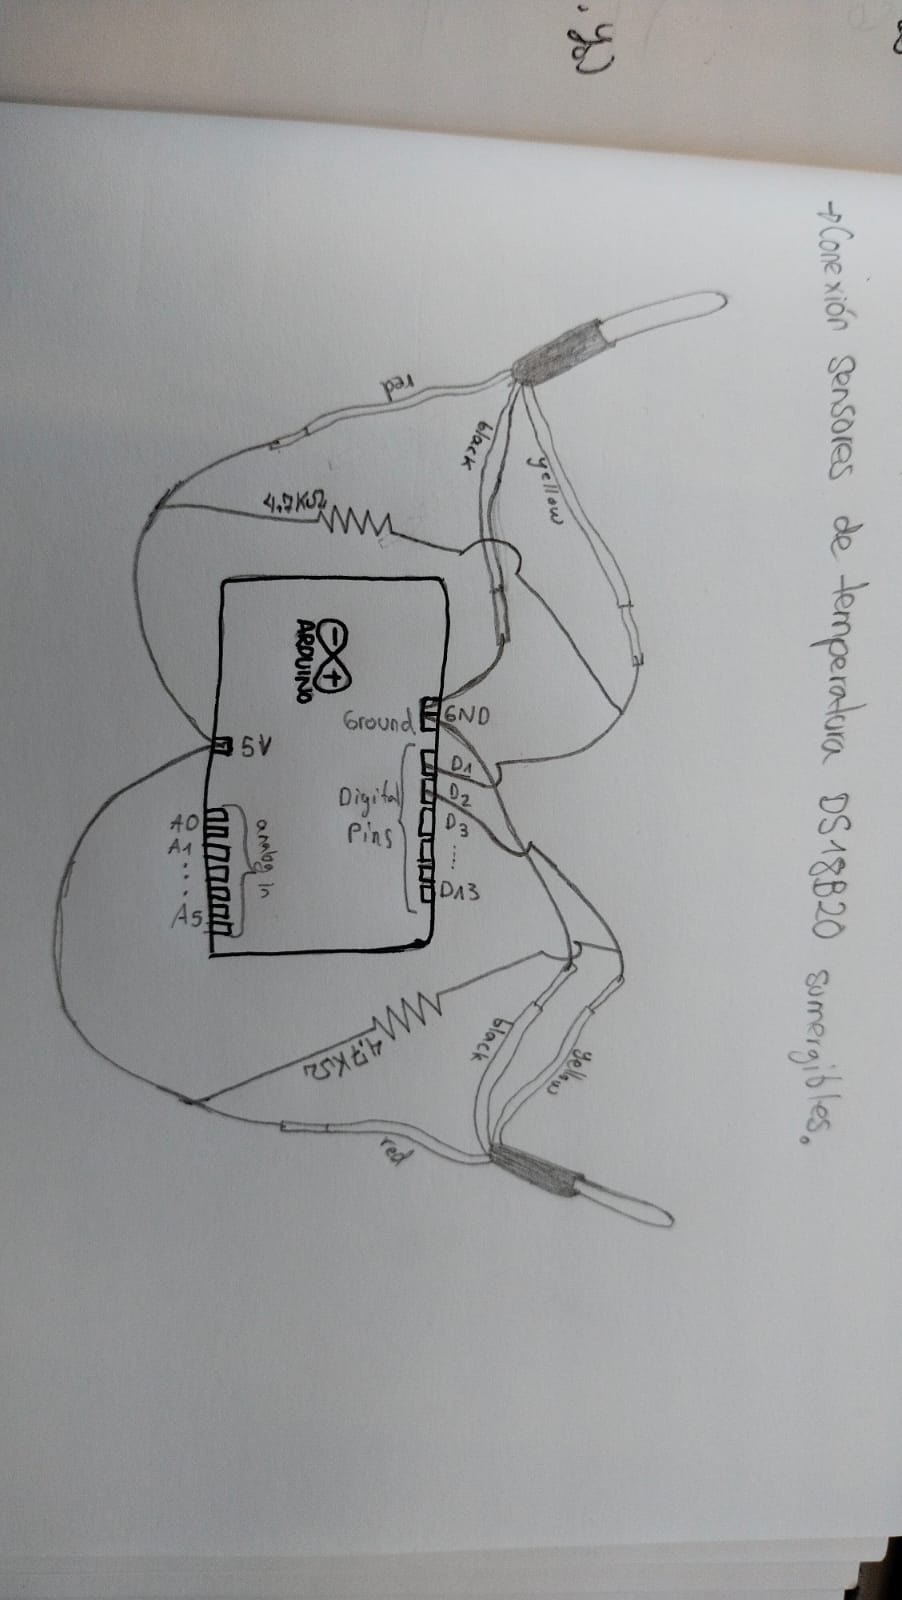 → Conexión sensores de temperatura DS18B20 sumergibles.
yellow
black
red
4.7KΩ
GND
D1
D2
D3
....
D13
Ground
Digital
Pins
ARDUINO
5V
analog in
A0
A1
...
A5
yellow
black
red
4.7KΩ